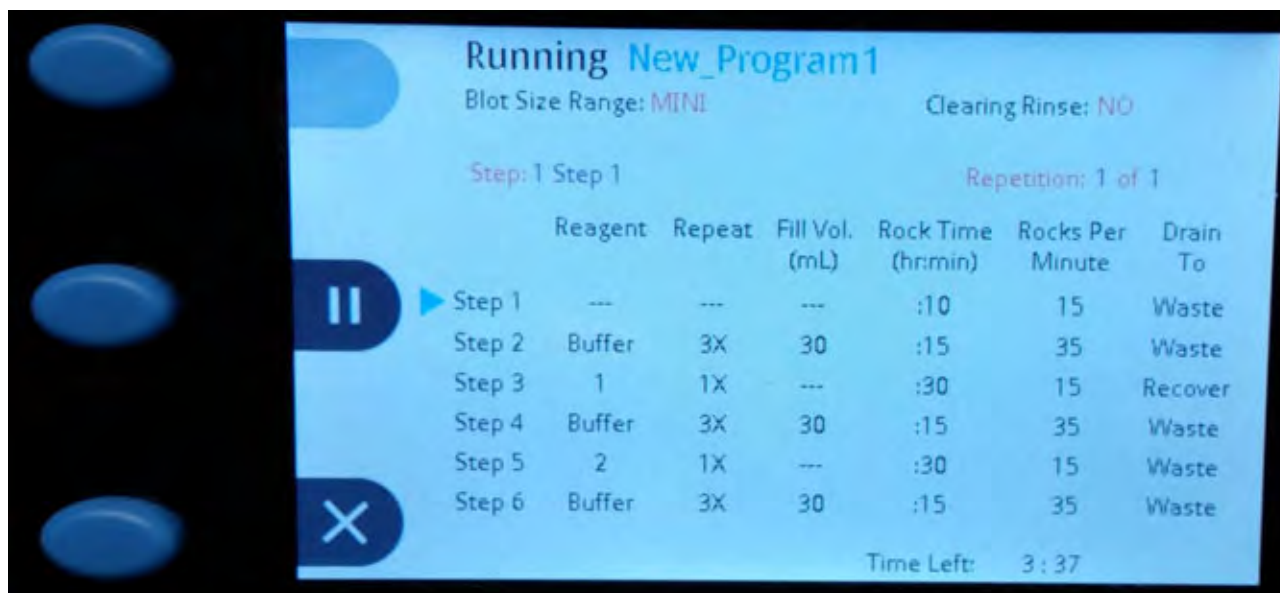 Running New_Program1
Blot Size Range: MINI Clearing Rinse: NO
Step: 1 Step 1 Repetition: 1 of 1
Reagent Repeat Fill Vol. (mL) Rock Time (hr:min) Rocks Per Minute Drain To
Step 1 --- --- --- :10 15 Waste
Step 2 Buffer 3X 30 :15 35 Waste
Step 3 1 1X --- :30 15 Recover
Step 4 Buffer 3X 30 :15 35 Waste
Step 5 2 1X --- :30 15 Waste
Step 6 Buffer 3X 30 :15 35 Waste
Time Left: 3 : 37